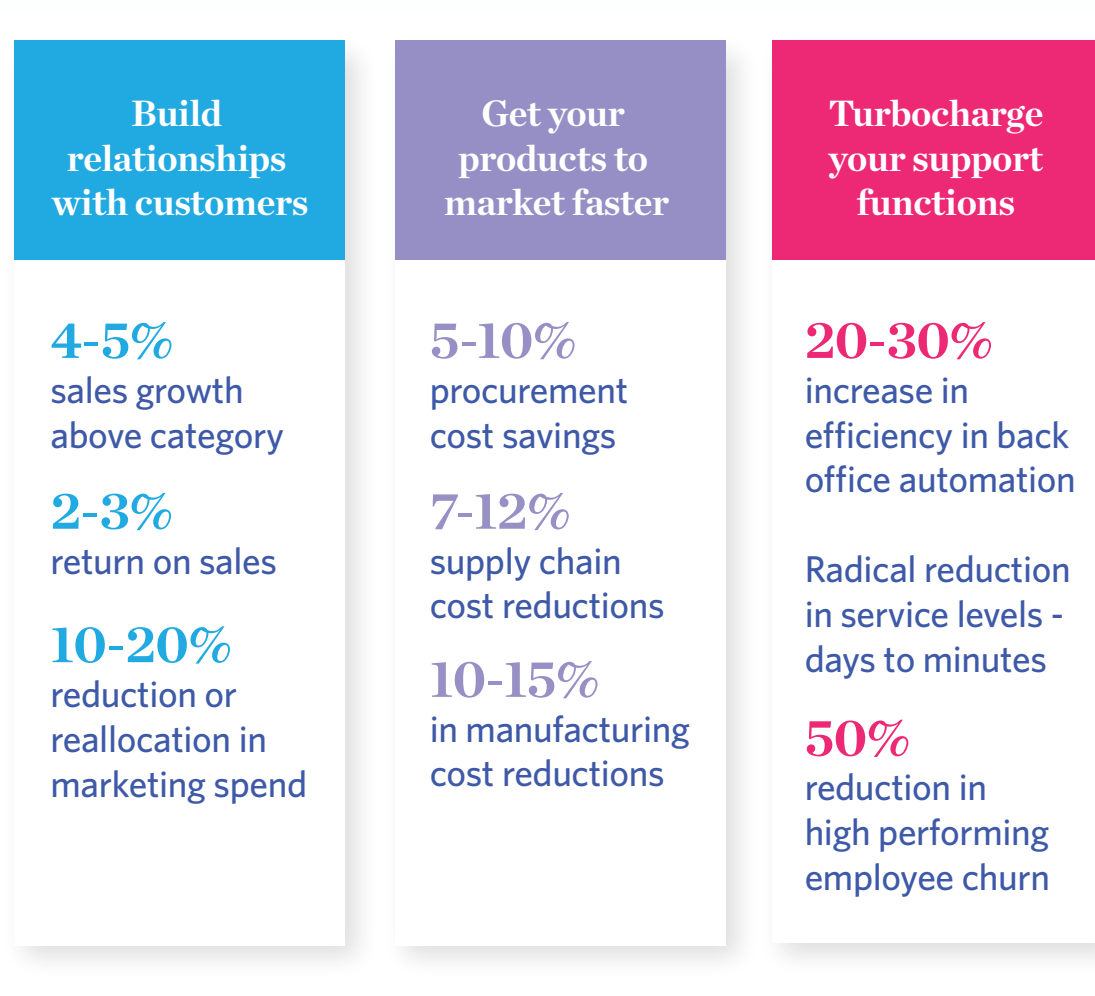 Build
relationships
with customers
4-5%
sales growth
above category
2-3%
return on sales
10-20%
reduction or
reallocation in
marketing spend
Get your
products to
market faster
5-10%
procurement
cost savings
7-12%
supply chain
cost reductions
10-15%
in manufacturing
cost reductions
Turbocharge
your support
functions
20-30%
increase in
efficiency in back
office automation
Radical reduction
in service levels -
days to minutes
50%
reduction in
high performing
employee churn